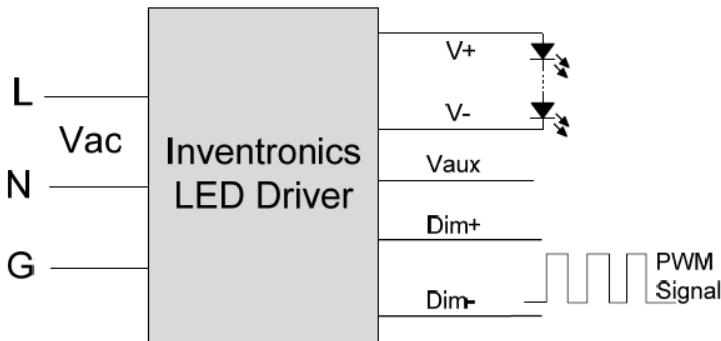 L
Vac
N
G
Inventronics
LED Driver
V+
V-
Vaux
Dim+
Dim-
PWM
Signal